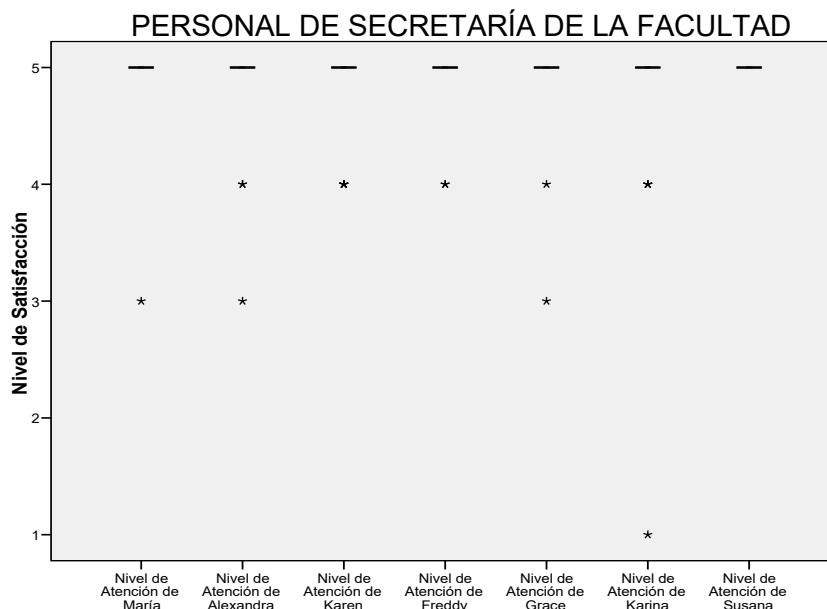 PERSONAL DE SECRETARÍA DE LA FACULTAD
Nivel de Satisfacción
5
4
3
2
1
Nivel de
Atención de
María
Nivel de
Atención de
Alexandra
Nivel de
Atención de
Karen
Nivel de
Atención de
Freddy
Nivel de
Atención de
Grace
Nivel de
Atención de
Karina
Nivel de
Atención de
Susana